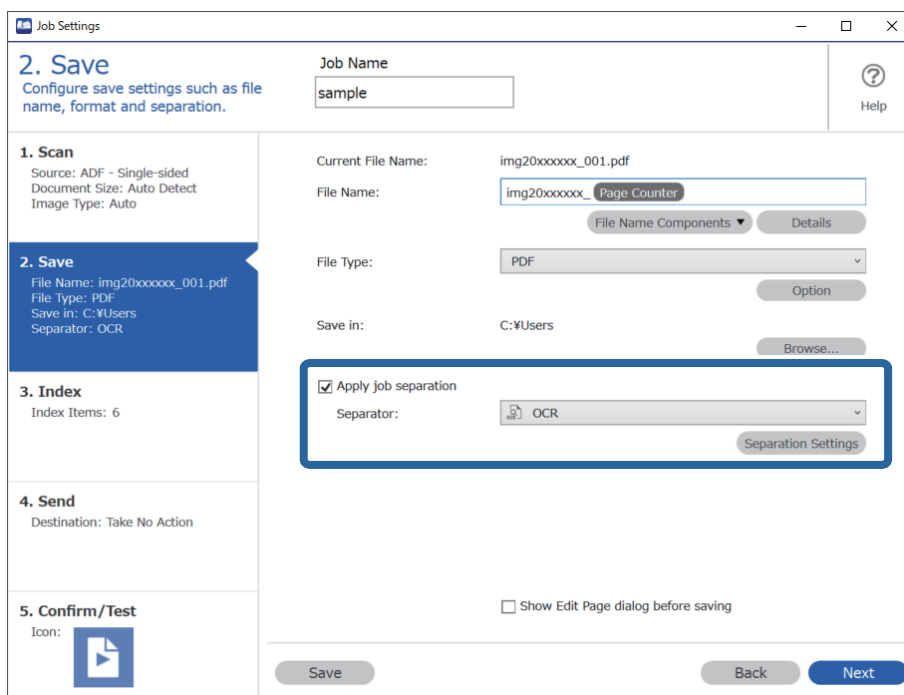 Job Settings
2. Save
Configure save settings such as file
name, format and separation.
Job Name
sample
Help
1. Scan
Source: ADF - Single-sided
Document Size: Auto Detect
Image Type: Auto
2. Save
File Name: img20xxxxxx_001.pdf
File Type: PDF
Save in: C:¥Users
Separator: OCR
3. Index
Index Items: 6
4. Send
Destination: Take No Action
5. Confirm/Test
Icon:
Current File Name: img20xxxxxx_001.pdf
File Name: img20xxxxxx_ Page Counter
File Name Components ▼ Details
File Type: PDF
Option
Save in: C:¥Users
Browse...
Apply job separation
Separator: OCR
Separation Settings
Show Edit Page dialog before saving
Save Back Next